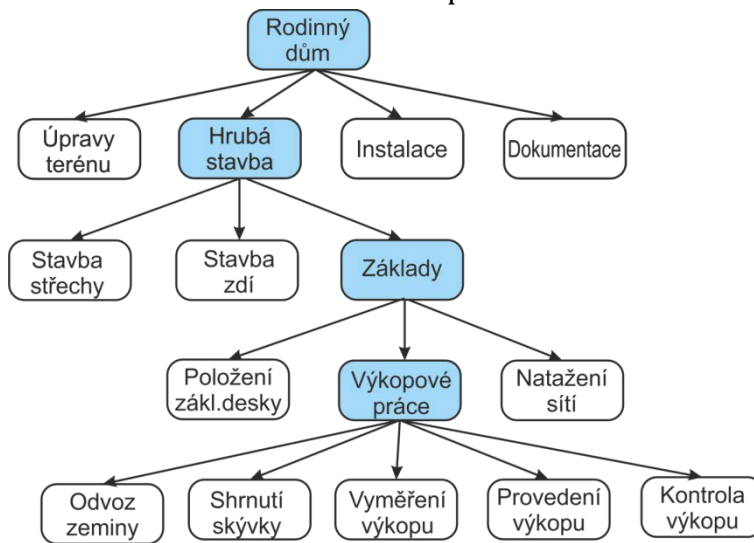 Rodinný
dům
Úpravy
terénu
Hrubá
stavba
Instalace
Dokumentace
Stavba
střechy
Stavba
zdí
Základy
Položení
zákl.desky
Výkopové
práce
Natažení
sítí
Odvoz
zeminy
Shrnutí
skývky
Vyměření
výkopu
Provedení
výkopu
Kontrola
výkopu